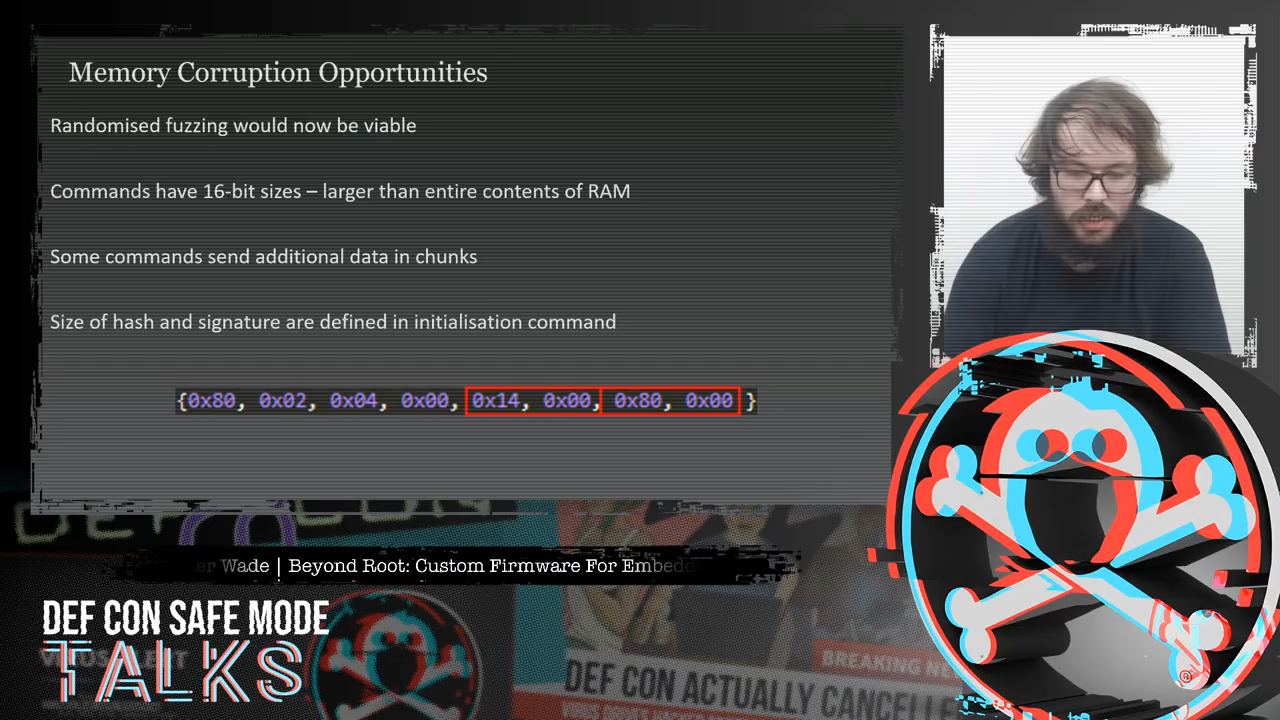 Memory Corruption Opportunities
Randomised fuzzing would now be viable
Commands have 16-bit sizes – larger than entire contents of RAM
Some commands send additional data in chunks
Size of hash and signature are defined in initialisation command
{0x80, 0x02, 0x04, 0x00, 0x14, 0x00, 0x80, 0x00 }
er Wade | Beyond Root: Custom Firmware For Embedd
DEF CON SAFE MODE
TALKS
BREAKING NE
DEF CON ACTUALLY CANCELLE
®